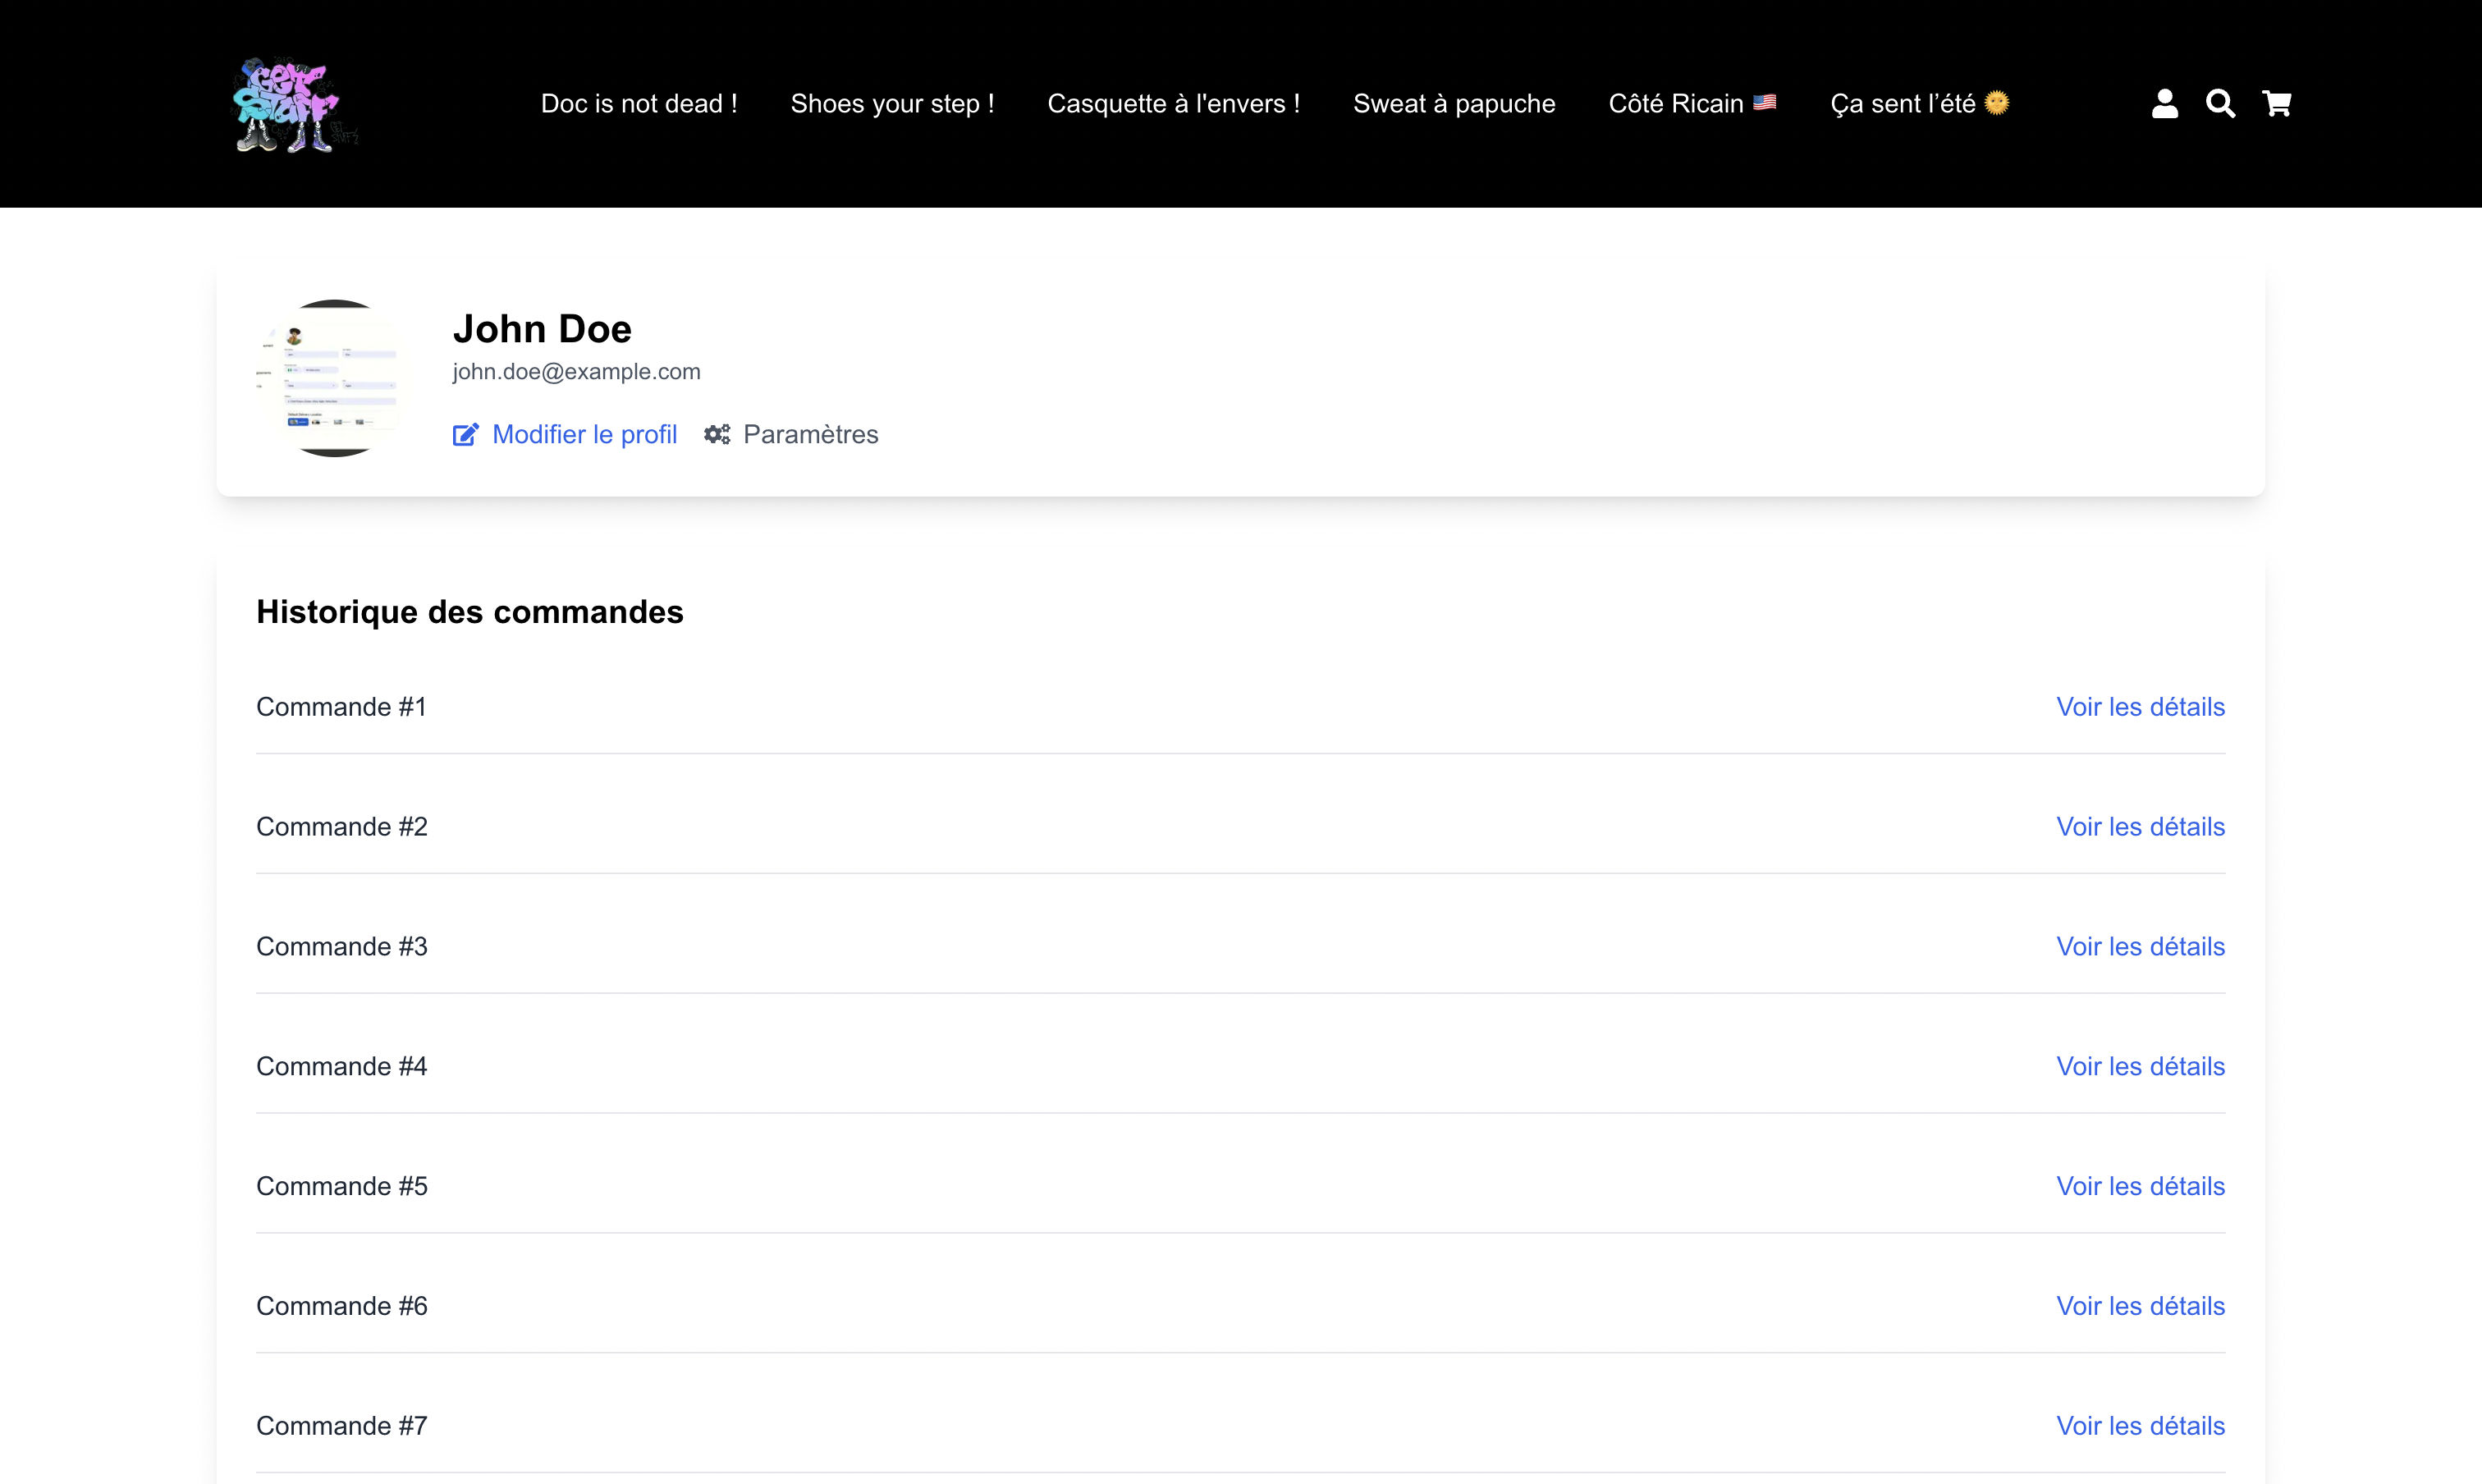 GET STUFF
Doc is not dead !
Shoes your step !
Casquette à l'envers !
Sweat à papuche
Côté Ricain 🇺🇸
Ça sent l’été 🌞
John Doe
john.doe@example.com
Modifier le profil
Paramètres
Historique des commandes
Commande #1 Voir les détails
Commande #2 Voir les détails
Commande #3 Voir les détails
Commande #4 Voir les détails
Commande #5 Voir les détails
Commande #6 Voir les détails
Commande #7 Voir les détails